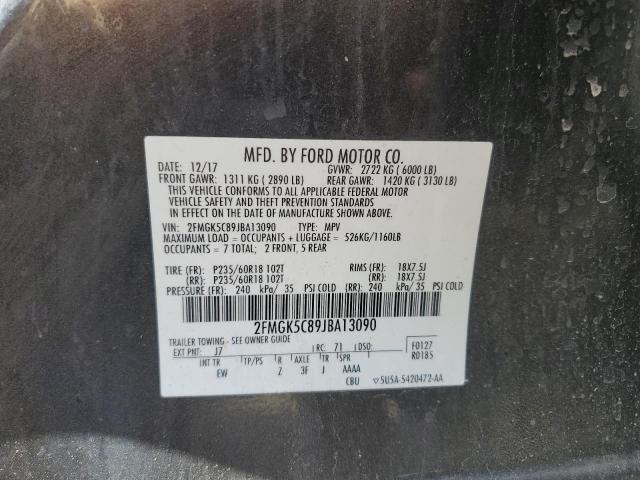 MFD. BY FORD MOTOR CO.
DATE: 12/17 GVWR: 2722 KG ( 6000 LB)
FRONT GAWR: 1311 KG ( 2890 LB) REAR GAWR: 1420 KG ( 3130 LB)
THIS VEHICLE CONFORMS TO ALL APPLICABLE FEDERAL MOTOR
VEHICLE SAFETY AND THEFT PREVENTION STANDARDS
IN EFFECT ON THE DATE OF MANUFACTURE SHOWN ABOVE.
VIN: 2FMGK5C89JBA13090 TYPE: MPV
MAXIMUM LOAD = OCCUPANTS + LUGGAGE = 526KG/1160LB
OCCUPANTS = 7 TOTAL; 2 FRONT, 5 REAR
TIRE (FR): P235/60R18 102T RIMS (FR): 18X7.5J
(RR): P235/60R18 102T (RR): 18X7.5J
PRESSURE (FR): 240 kPa/ 35 PSI COLD (RR): 240 kPa/ 35 PSI COLD
2FMGK5C89JBA13090
TRAILER TOWING - SEE OWNER GUIDE
EXT PNT: J7 RC: 71 DSO: F0127
R0185
INT TR TP/PS R AXLE TR SPR
EW Z 3F J AAAA
CBU 5U5A-5420472-AA